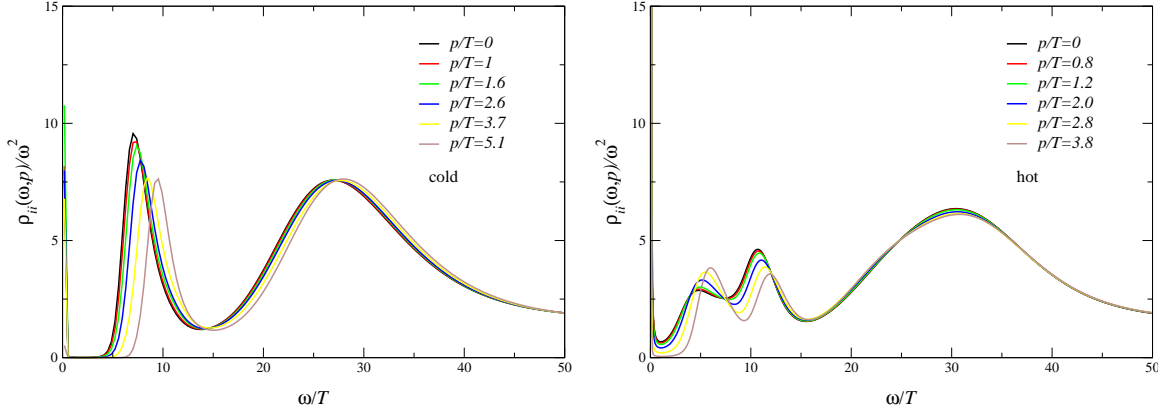 15
10
5
0
ρii(ω,p)/ω²
0
10
20
30
40
50
ω/T
p/T=0
p/T=1
p/T=1.6
p/T=2.6
p/T=3.7
p/T=5.1
cold
15
10
5
0
ρii(ω,p)/ω²
0
10
20
30
40
50
ω/T
p/T=0
p/T=0.8
p/T=1.2
p/T=2.0
p/T=2.8
p/T=3.8
hot